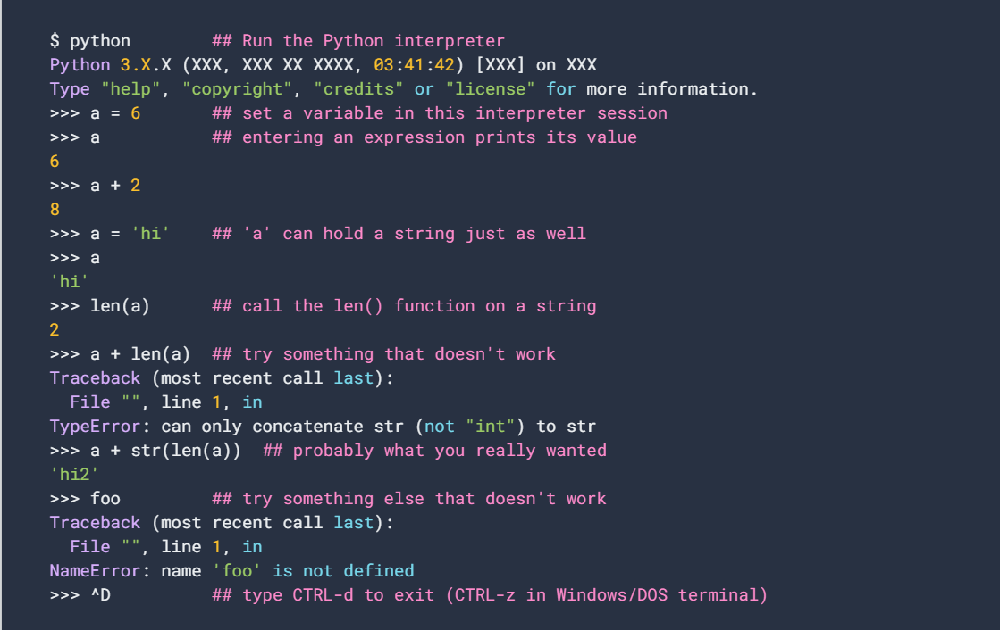 $ python        ## Run the Python interpreter
Python 3.X.X (XXX, XXX XX XXXX, 03:41:42) [XXX] on XXX
Type "help", "copyright", "credits" or "license" for more information.
>>> a = 6       ## set a variable in this interpreter session
>>> a           ## entering an expression prints its value
6
>>> a + 2
8
>>> a = 'hi'    ## 'a' can hold a string just as well
>>> a
'hi'
>>> len(a)      ## call the len() function on a string
2
>>> a + len(a)  ## try something that doesn't work
Traceback (most recent call last):
  File "", line 1, in
TypeError: can only concatenate str (not "int") to str
>>> a + str(len(a))  ## probably what you really wanted
'hi2'
>>> foo         ## try something else that doesn't work
Traceback (most recent call last):
  File "", line 1, in
NameError: name 'foo' is not defined
>>> ^D          ## type CTRL-d to exit (CTRL-z in Windows/DOS terminal)